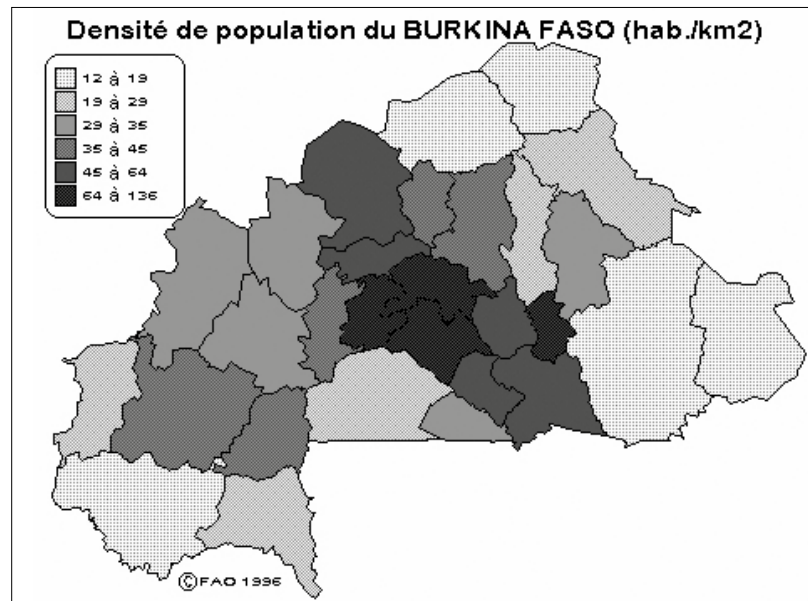 Densité de population du BURKINA FASO (hab./km2)
12 à 19
19 à 29
29 à 35
35 à 45
45 à 64
64 à 136
©FAO 1996